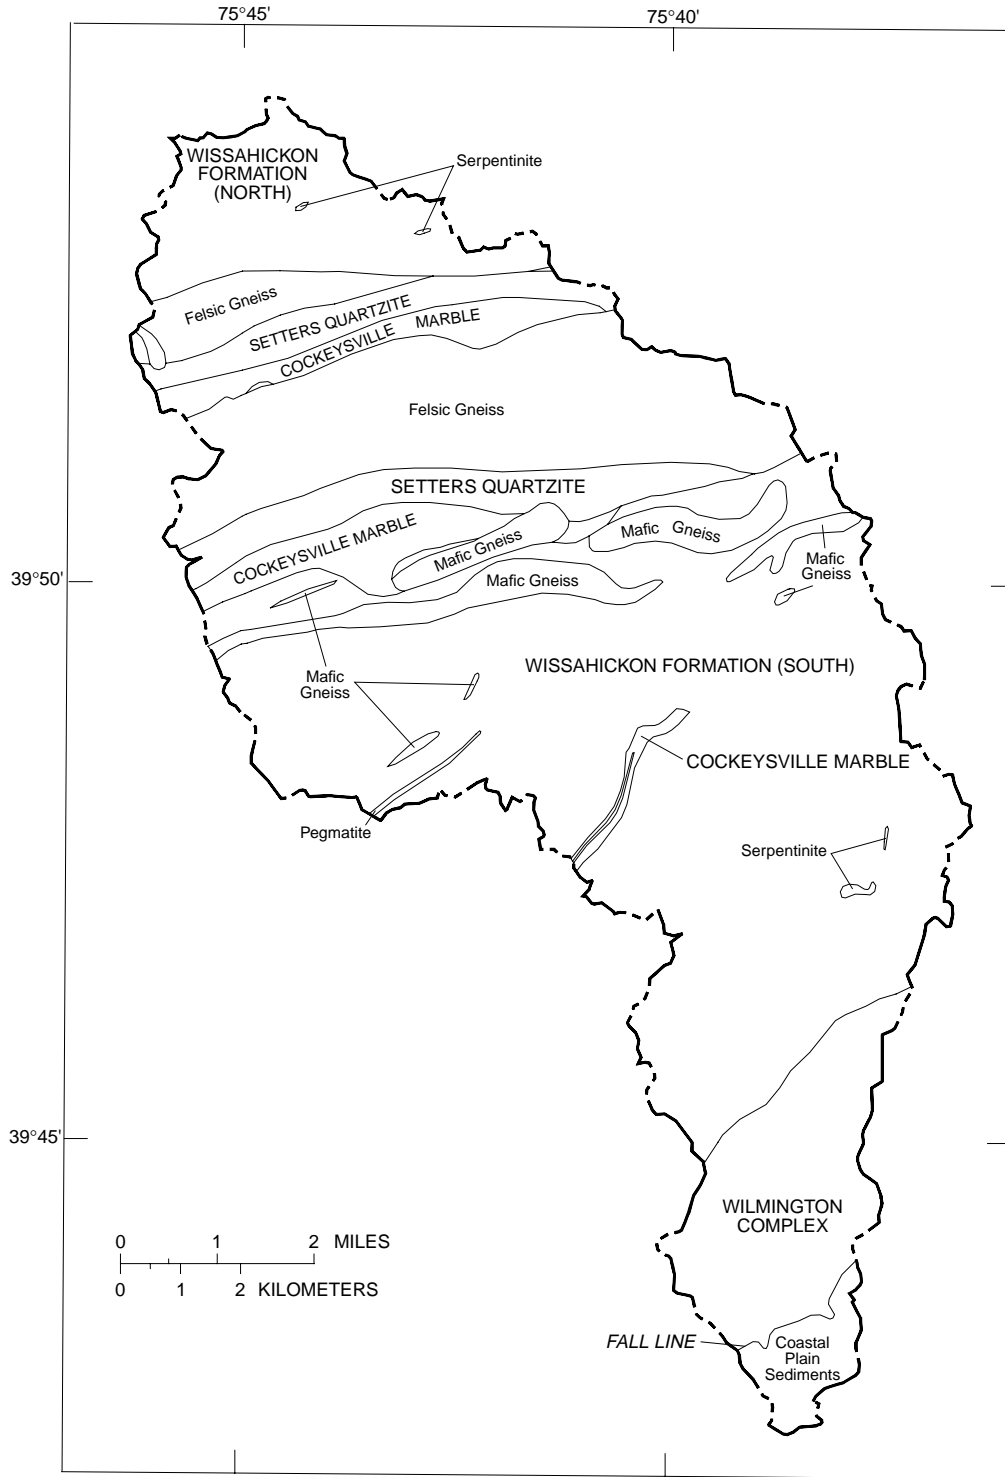 75°45'
75°40'
WISSAHICKON
FORMATION
(NORTH)
Serpentinite
Felsic Gneiss
SETTERS QUARTZITE
COCKEYSVILLE MARBLE
Felsic Gneiss
SETTERS QUARTZITE
COCKEYSVILLE MARBLE
Mafic Gneiss
Mafic Gneiss
Mafic
Gneiss
Mafic Gneiss
39°50'
WISSAHICKON FORMATION (SOUTH)
Mafic
Gneiss
COCKEYSVILLE MARBLE
Pegmatite
Serpentinite
39°45'
WILMINGTON
COMPLEX
0 1 2 MILES
0 1 2 KILOMETERS
FALL LINE
Coastal
Plain
Sediments